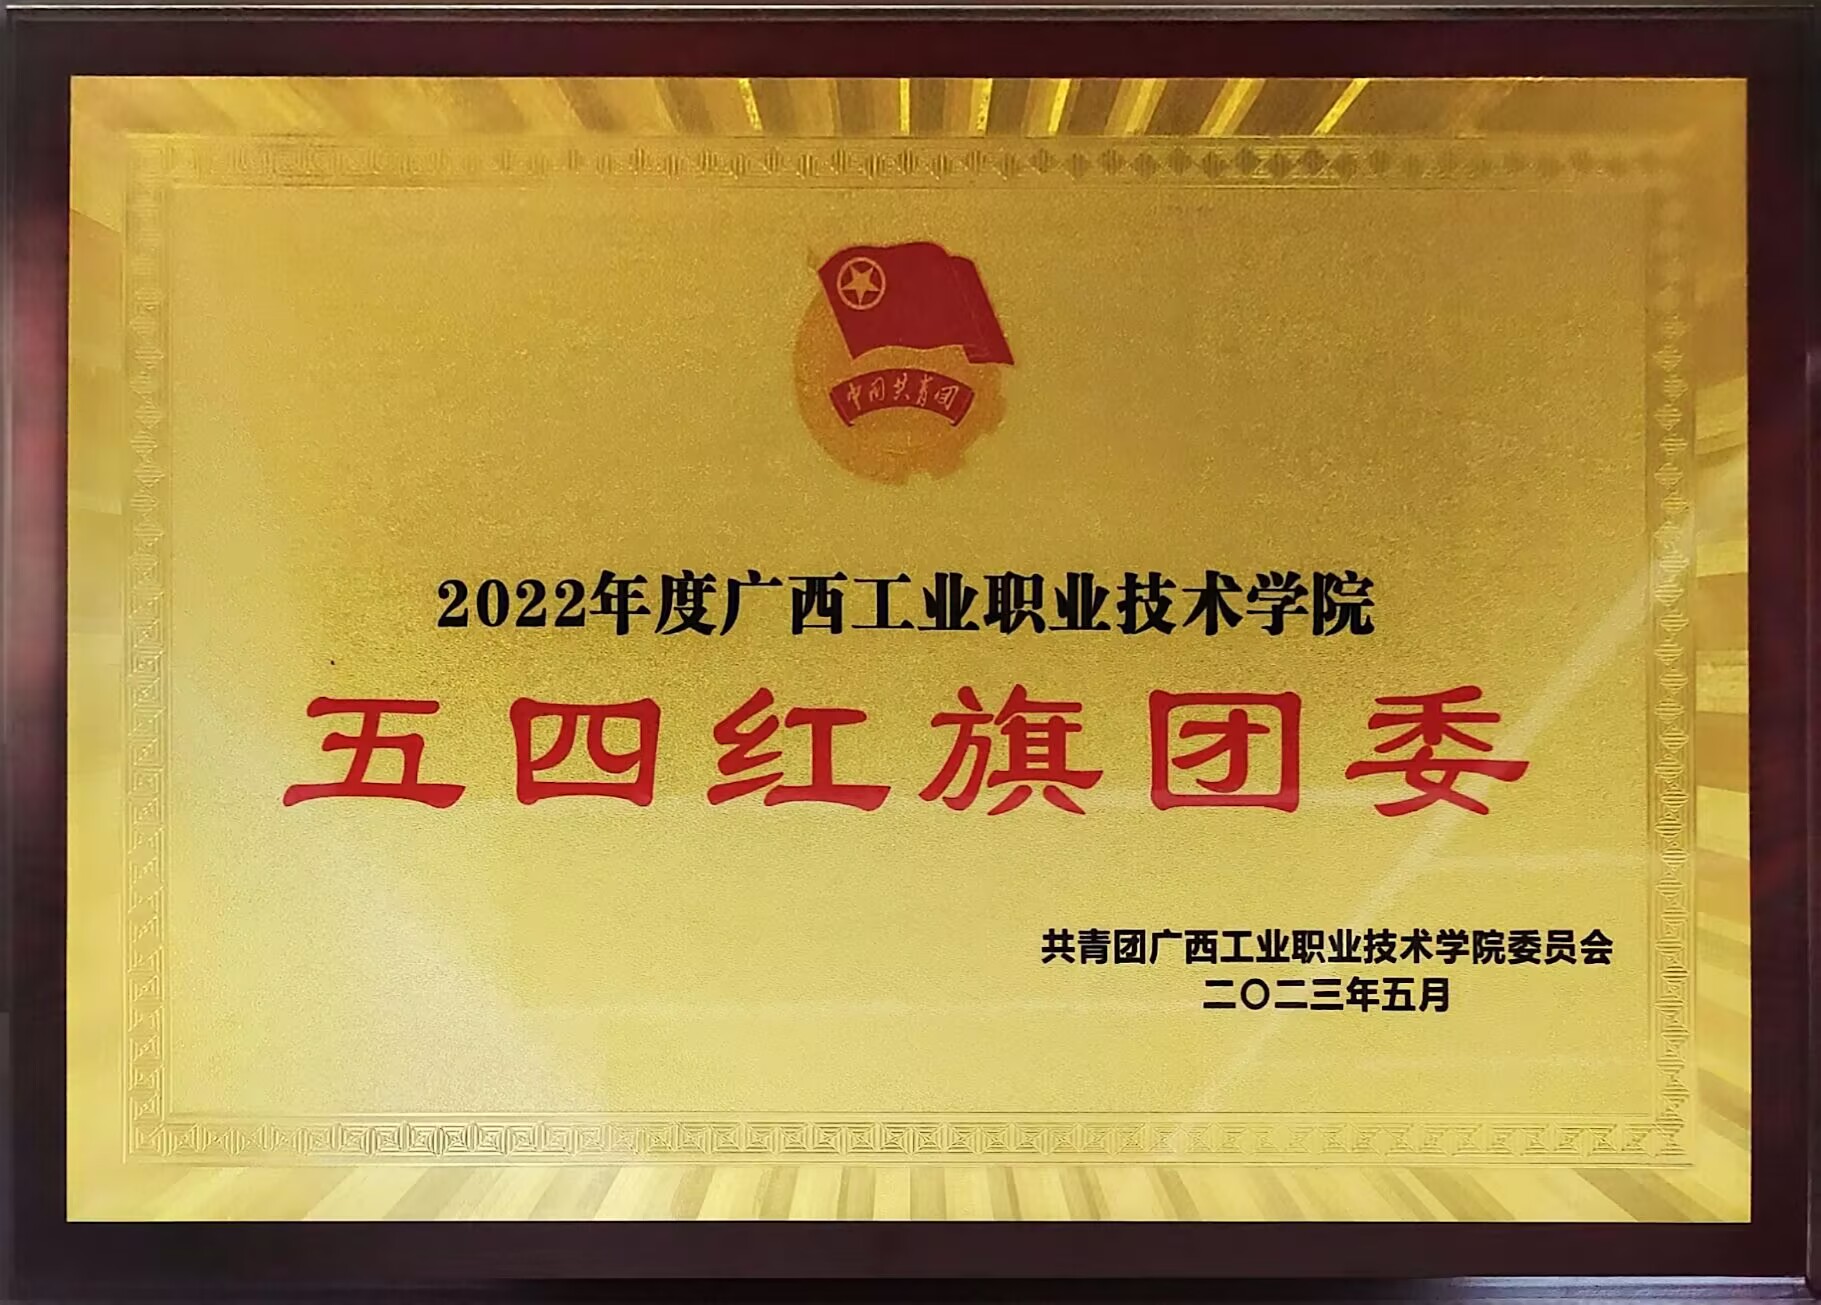 中国共青团
2022年度广西工业职业技术学院
五四红旗团委
共青团广西工业职业技术学院委员会
二〇二三年五月